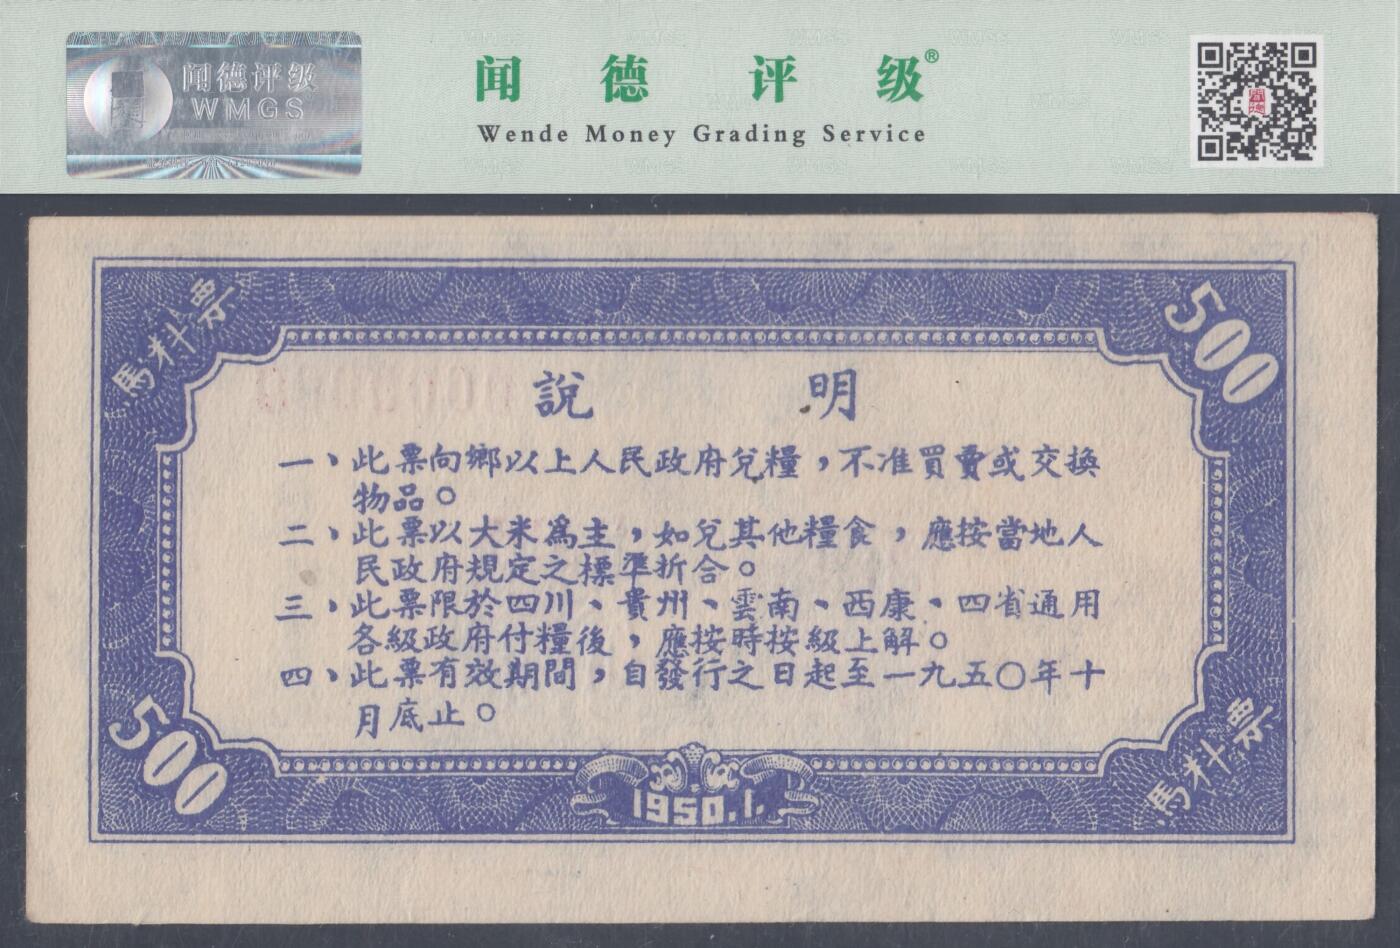 闻德评级
WMGS
闻德评级®
Wende Money Grading Service
馬料票
500
說明
一、此票向鄉以上人民政府兌糧，不准買賣或交換
物品。
二、此票以大米為主，如兌其他糧食，應按當地人
民政府規定之標準折合。
三、此票限於四川、貴州、雲南、西康、四省通用
各級政府付糧後，應按時按級上解。
四、此票有效期間，自發行之日起至一九五〇年十
月底止。
500
馬料票
1950.1.